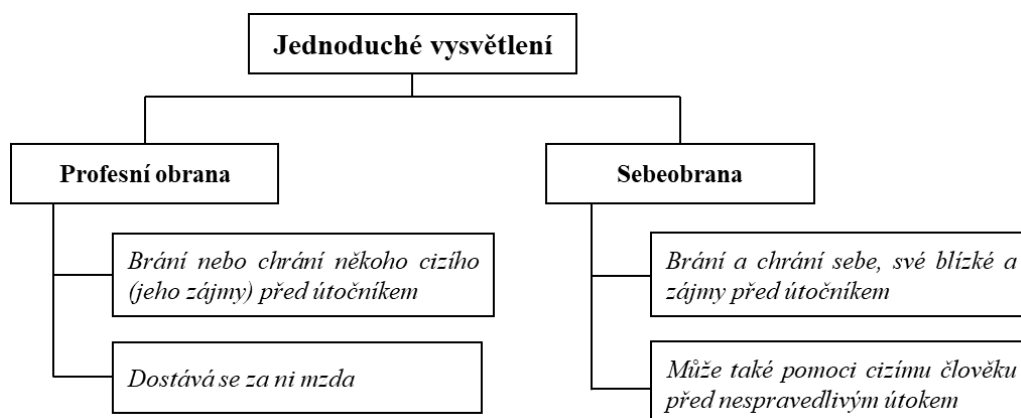 Jednoduché vysvětlení
Profesní obrana
Brání nebo chrání někoho cizího
(jeho zájmy) před útočníkem
Dostává se za ni mzda
Sebeobrana
Brání a chrání sebe, své blízké a
zájmy před útočníkem
Může také pomoci cizímu člověku
před nespravedlivým útokem